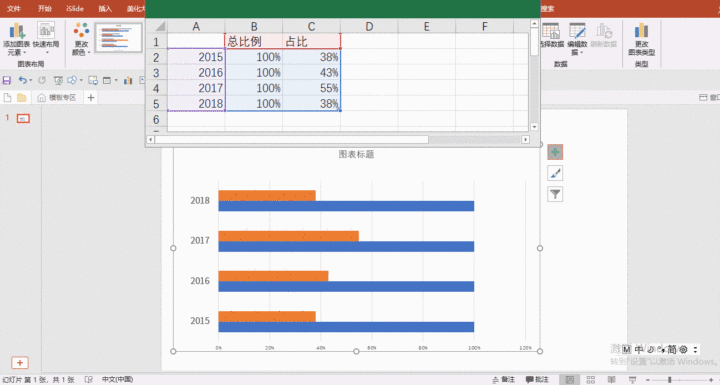 文件 开始 iSlide 插入 美化大 搜索
添加图表元素 快速布局 更改颜色 选择数据 编辑数据 刷新数据 更改图表类型
图表布局 数据 类型
模板专区 窗口
A B C D E F
1 总比例 占比
2 2015 100% 38%
3 2016 100% 43%
4 2017 100% 55%
5 2018 100% 38%
6
1
图表标题
2018
2017
2016
2015
0% 20% 40% 60% 80% 100% 120%
激活 Windows
M 中 简
转到"设置"以激活 Windows。
幻灯片 第 1 张，共 1 张 中文(中国) 备注 批注